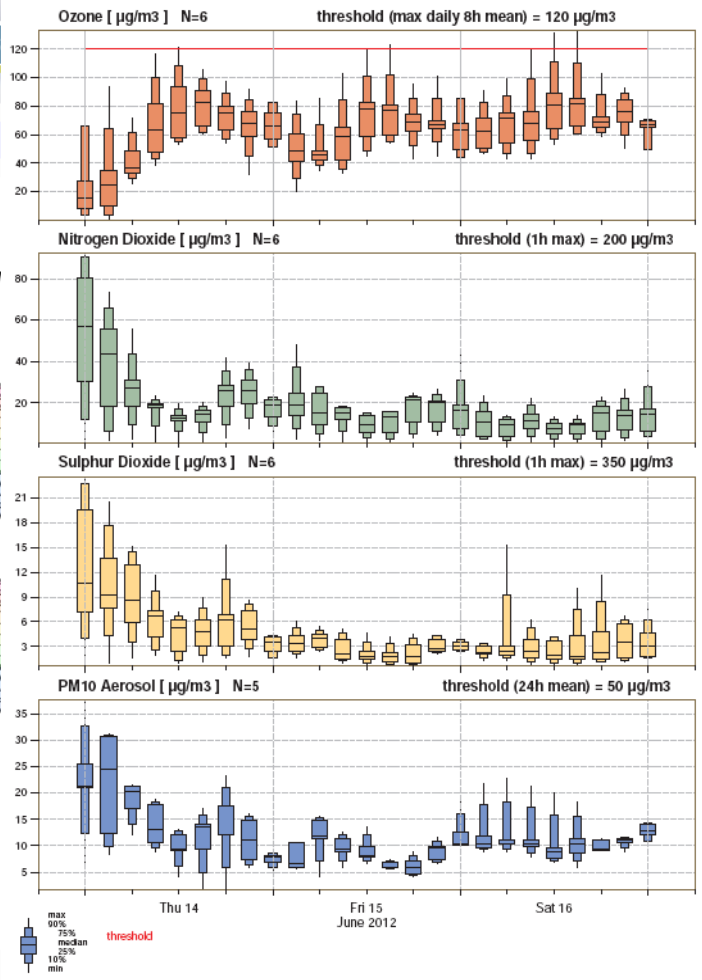 Ozone [ µg/m3 ] N=6 threshold (max daily 8h mean) = 120 µg/m3
120
100
80
60
40
20
Nitrogen Dioxide [ µg/m3 ] N=6 threshold (1h max) = 200 µg/m3
80
60
40
20
Sulphur Dioxide [ µg/m3 ] N=6 threshold (1h max) = 350 µg/m3
21
18
15
12
9
6
3
PM10 Aerosol [ µg/m3 ] N=5 threshold (24h mean) = 50 µg/m3
35
30
25
20
15
10
5
Thu 14 Fri 15 Sat 16
June 2012
max
90%
75%
median
25%
10%
min
threshold